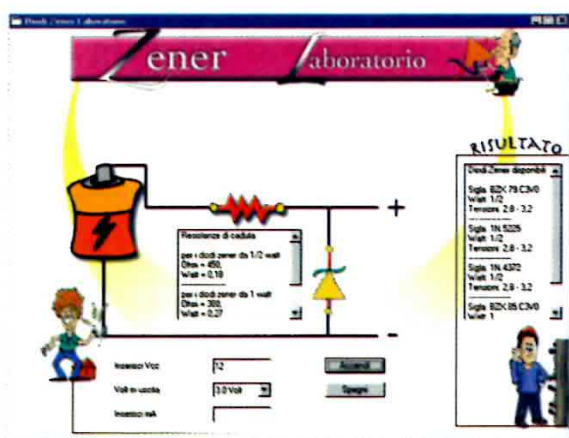 Diodi Zener Laboratorio
Zener Laboratorio
RISULTATO
Diodi Zener disponibili
Sigla: BZX.79.C3V0
Watt: 1/2
Tensioni: 2,8 - 3,2
Sigla: 1N.5225
Watt: 1/2
Tensioni: 2,8 - 3,2
Sigla: 1N.4372
Watt: 1/2
Tensioni: 2,8 - 3,2
Sigla: BZX.85.C3V0
Watt: 1
+
Resistenza di caduta
per i diodi zener da 1/2 watt
Ohm = 450,
Watt = 0,18
per i diodi zener da 1 watt
Ohm = 300,
Watt = 0,27
-
Inserisci Vcc
12
Accendi
Volt in uscita
3.0 Volt
Spegni
Inserisci mA